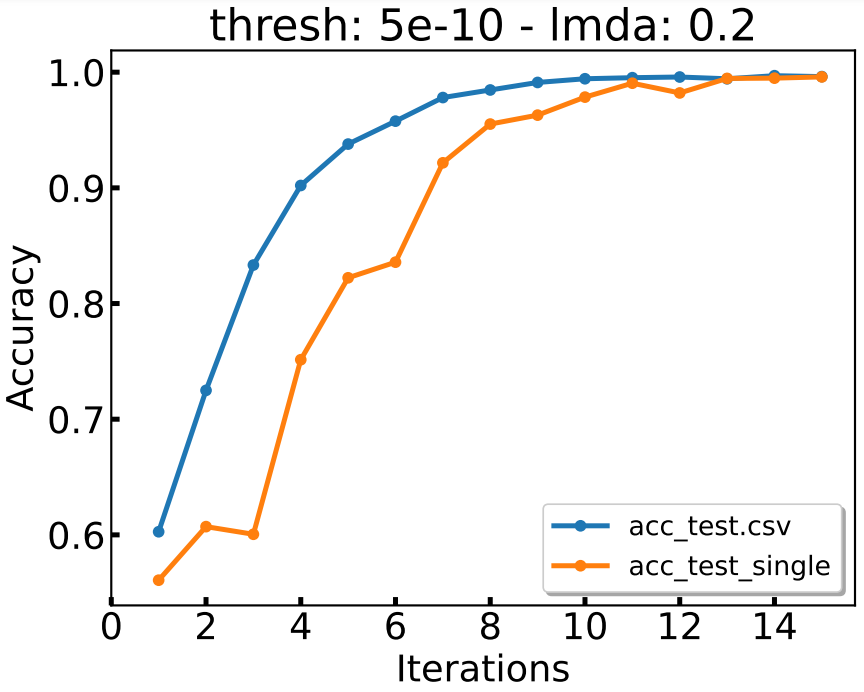 thresh: 5e-10 - lmda: 0.2
1.0
0.9
0.8
0.7
0.6
Accuracy
acc_test.csv
acc_test_single
0 2 4 6 8 10 12 14
Iterations